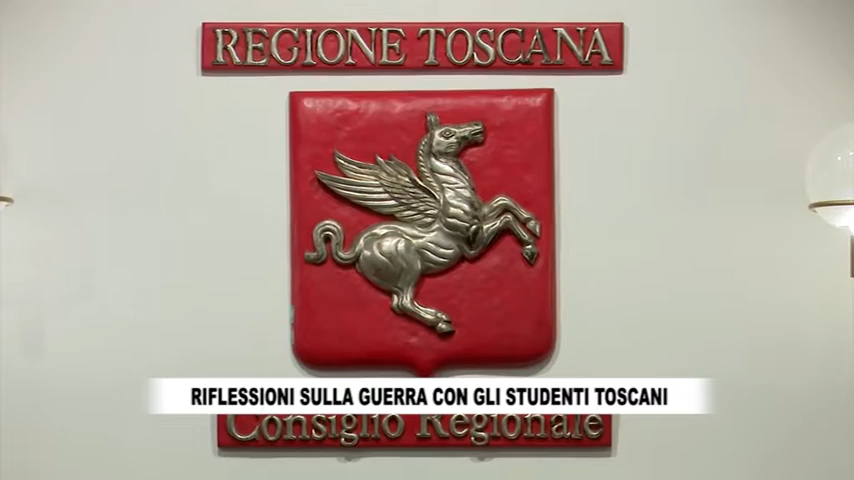 REGIONE TOSCANA
RIFLESSIONI SULLA GUERRA CON GLI STUDENTI TOSCANI
Consiglio Regionale